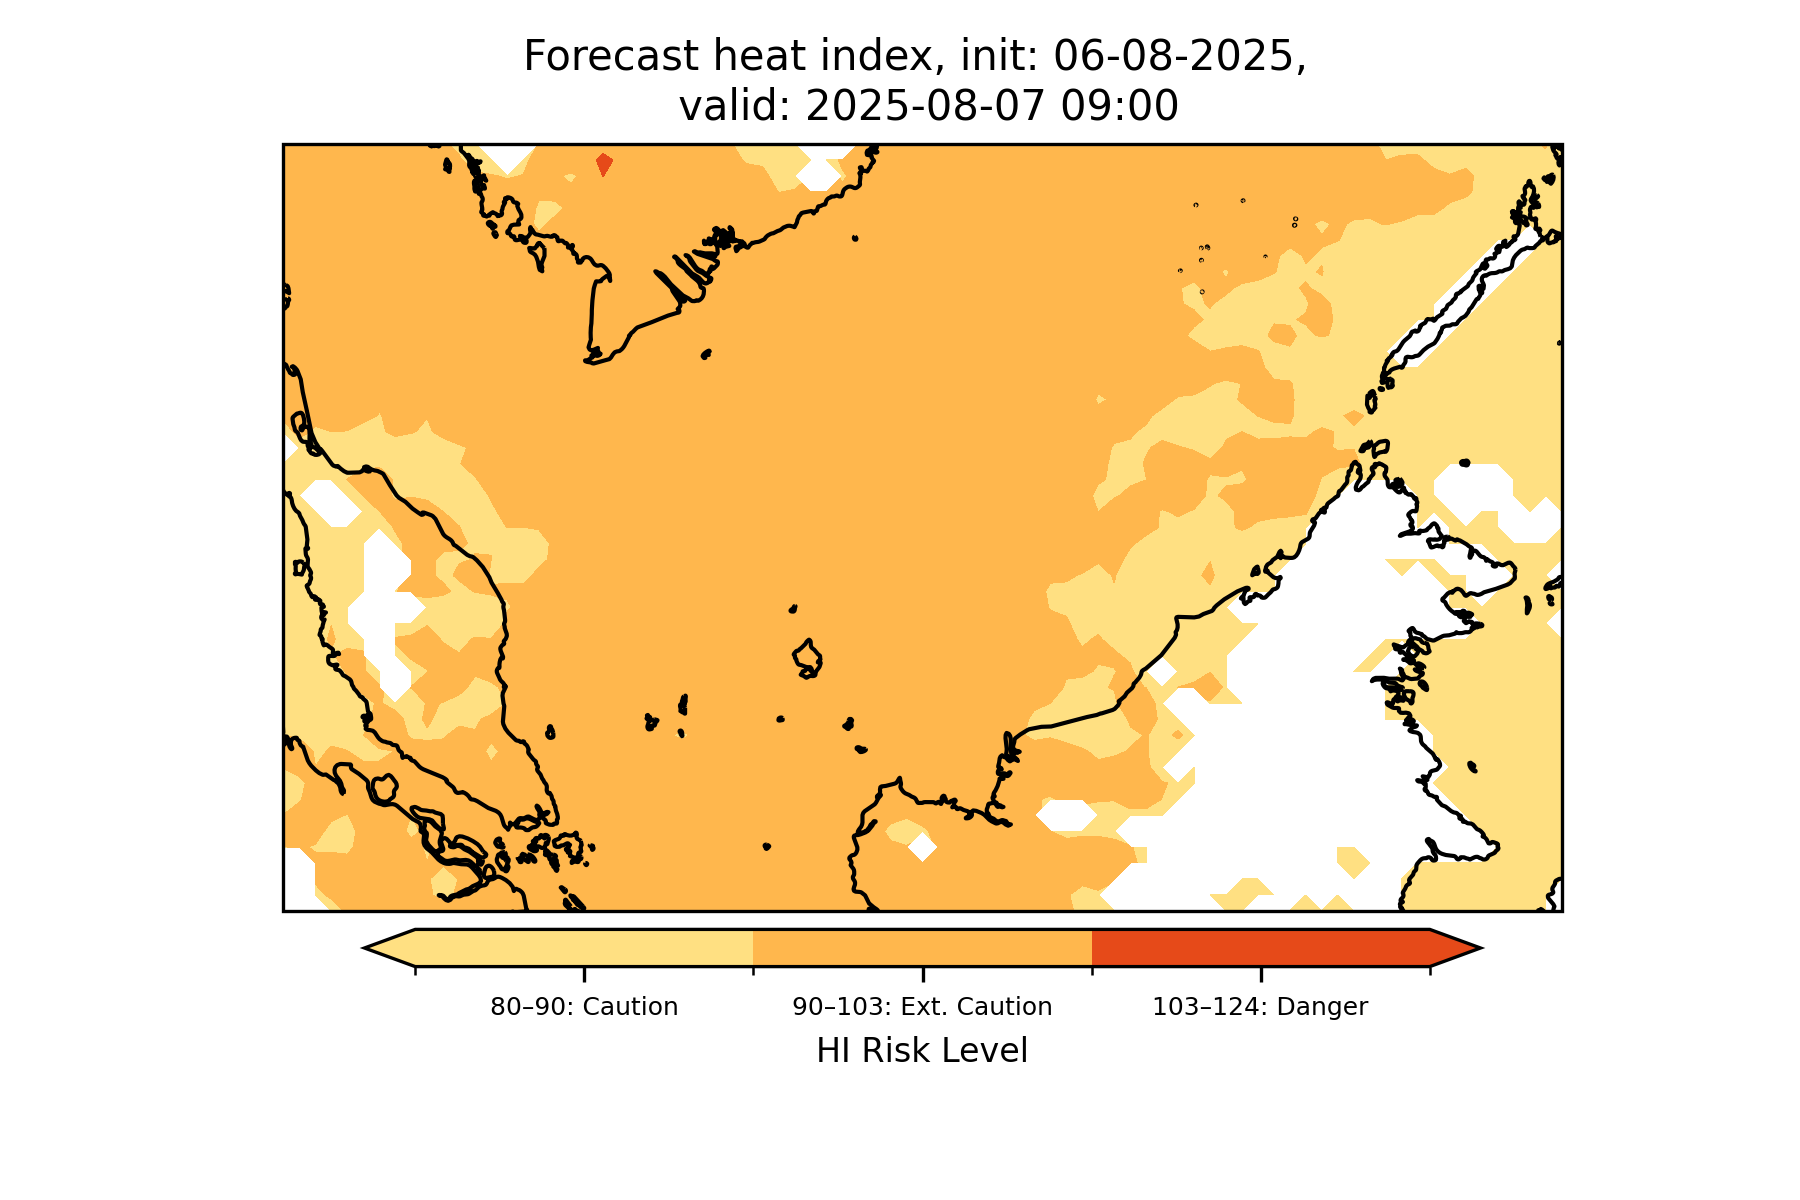 Forecast heat index, init: 06-08-2025,
valid: 2025-08-07 09:00
80–90: Caution
90–103: Ext. Caution
103–124: Danger
HI Risk Level